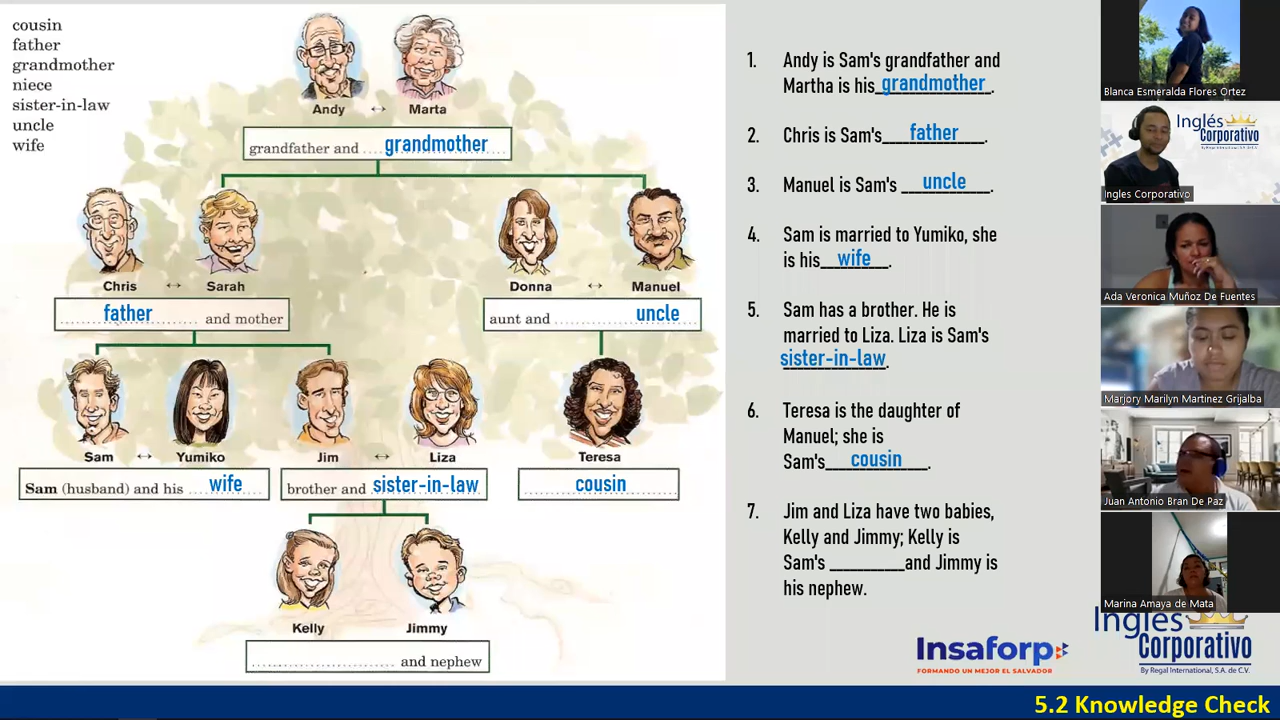 cousin
father
grandmother
niece
sister-in-law
uncle
wife
Andy ↔ Marta
grandfather and grandmother
Chris ↔ Sarah
father and mother
Donna ↔ Manuel
aunt and uncle
Sam ↔ Yumiko
Sam (husband) and his wife
Jim ↔ Liza
brother and sister-in-law
Teresa
cousin
Kelly
Jimmy
and nephew
1. Andy is Sam's grandfather and
Martha is his grandmother.
2. Chris is Sam's father.
3. Manuel is Sam's uncle.
4. Sam is married to Yumiko, she
is his wife.
5. Sam has a brother. He is
married to Liza. Liza is Sam's
sister-in-law.
6. Teresa is the daughter of
Manuel; she is
Sam's cousin.
7. Jim and Liza have two babies,
Kelly and Jimmy; Kelly is
Sam's __________and Jimmy is
his nephew.
Insaforp
FORMANDO UN MEJOR EL SALVADOR
Inglés
Corporativo
By Regal International, S.A. de C.V.
5.2 Knowledge Check
Blanca Esmeralda Flores Ortez
Inglés
Corporativo
Ingles Corporativo
Ada Veronica Muñoz De Fuentes
Marjory Marilyn Martinez Grijalba
Juan Antonio Bran De Paz
Marina Amaya de Mata